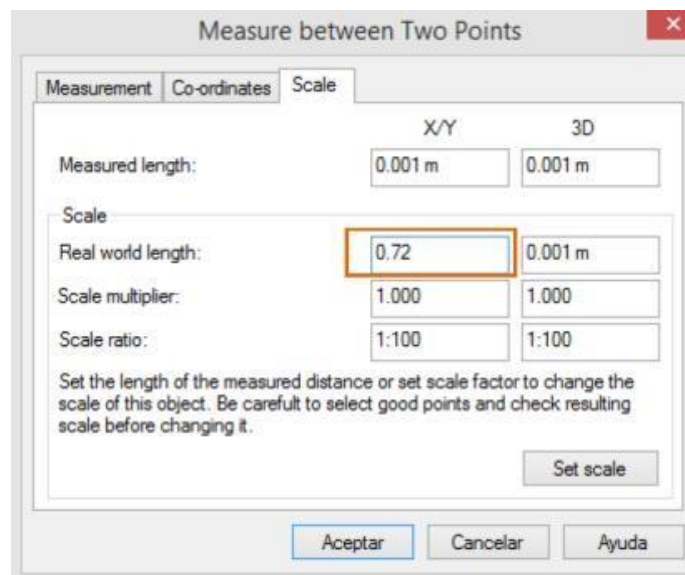 Measure between Two Points
Measurement Co-ordinates Scale
X/Y 3D
Measured length: 0.001 m 0.001 m
Scale
Real world length: 0.72 0.001 m
Scale multiplier: 1.000 1.000
Scale ratio: 1:100 1:100
Set the length of the measured distance or set scale factor to change the
scale of this object. Be carefult to select good points and check resulting
scale before changing it.
Set scale
Aceptar Cancelar Ayuda